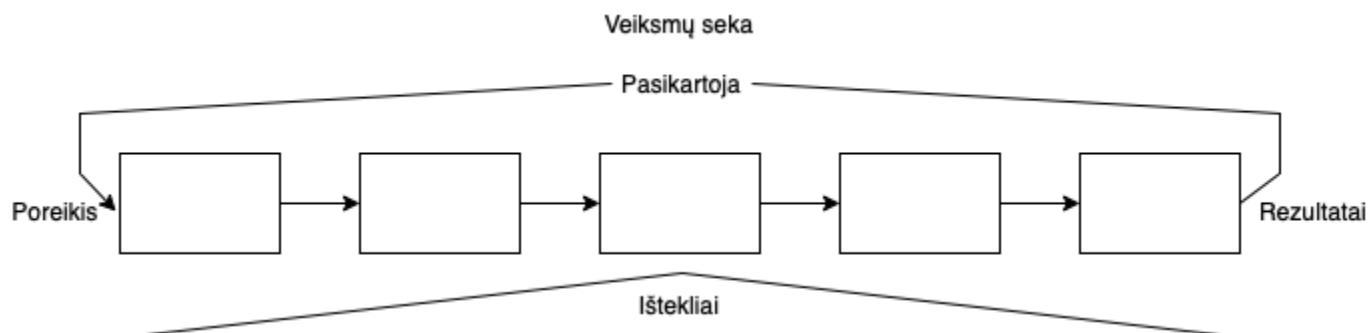 Veiksmų seka
Pasikartoja
Poreikis
Rezultatai
Ištekliai